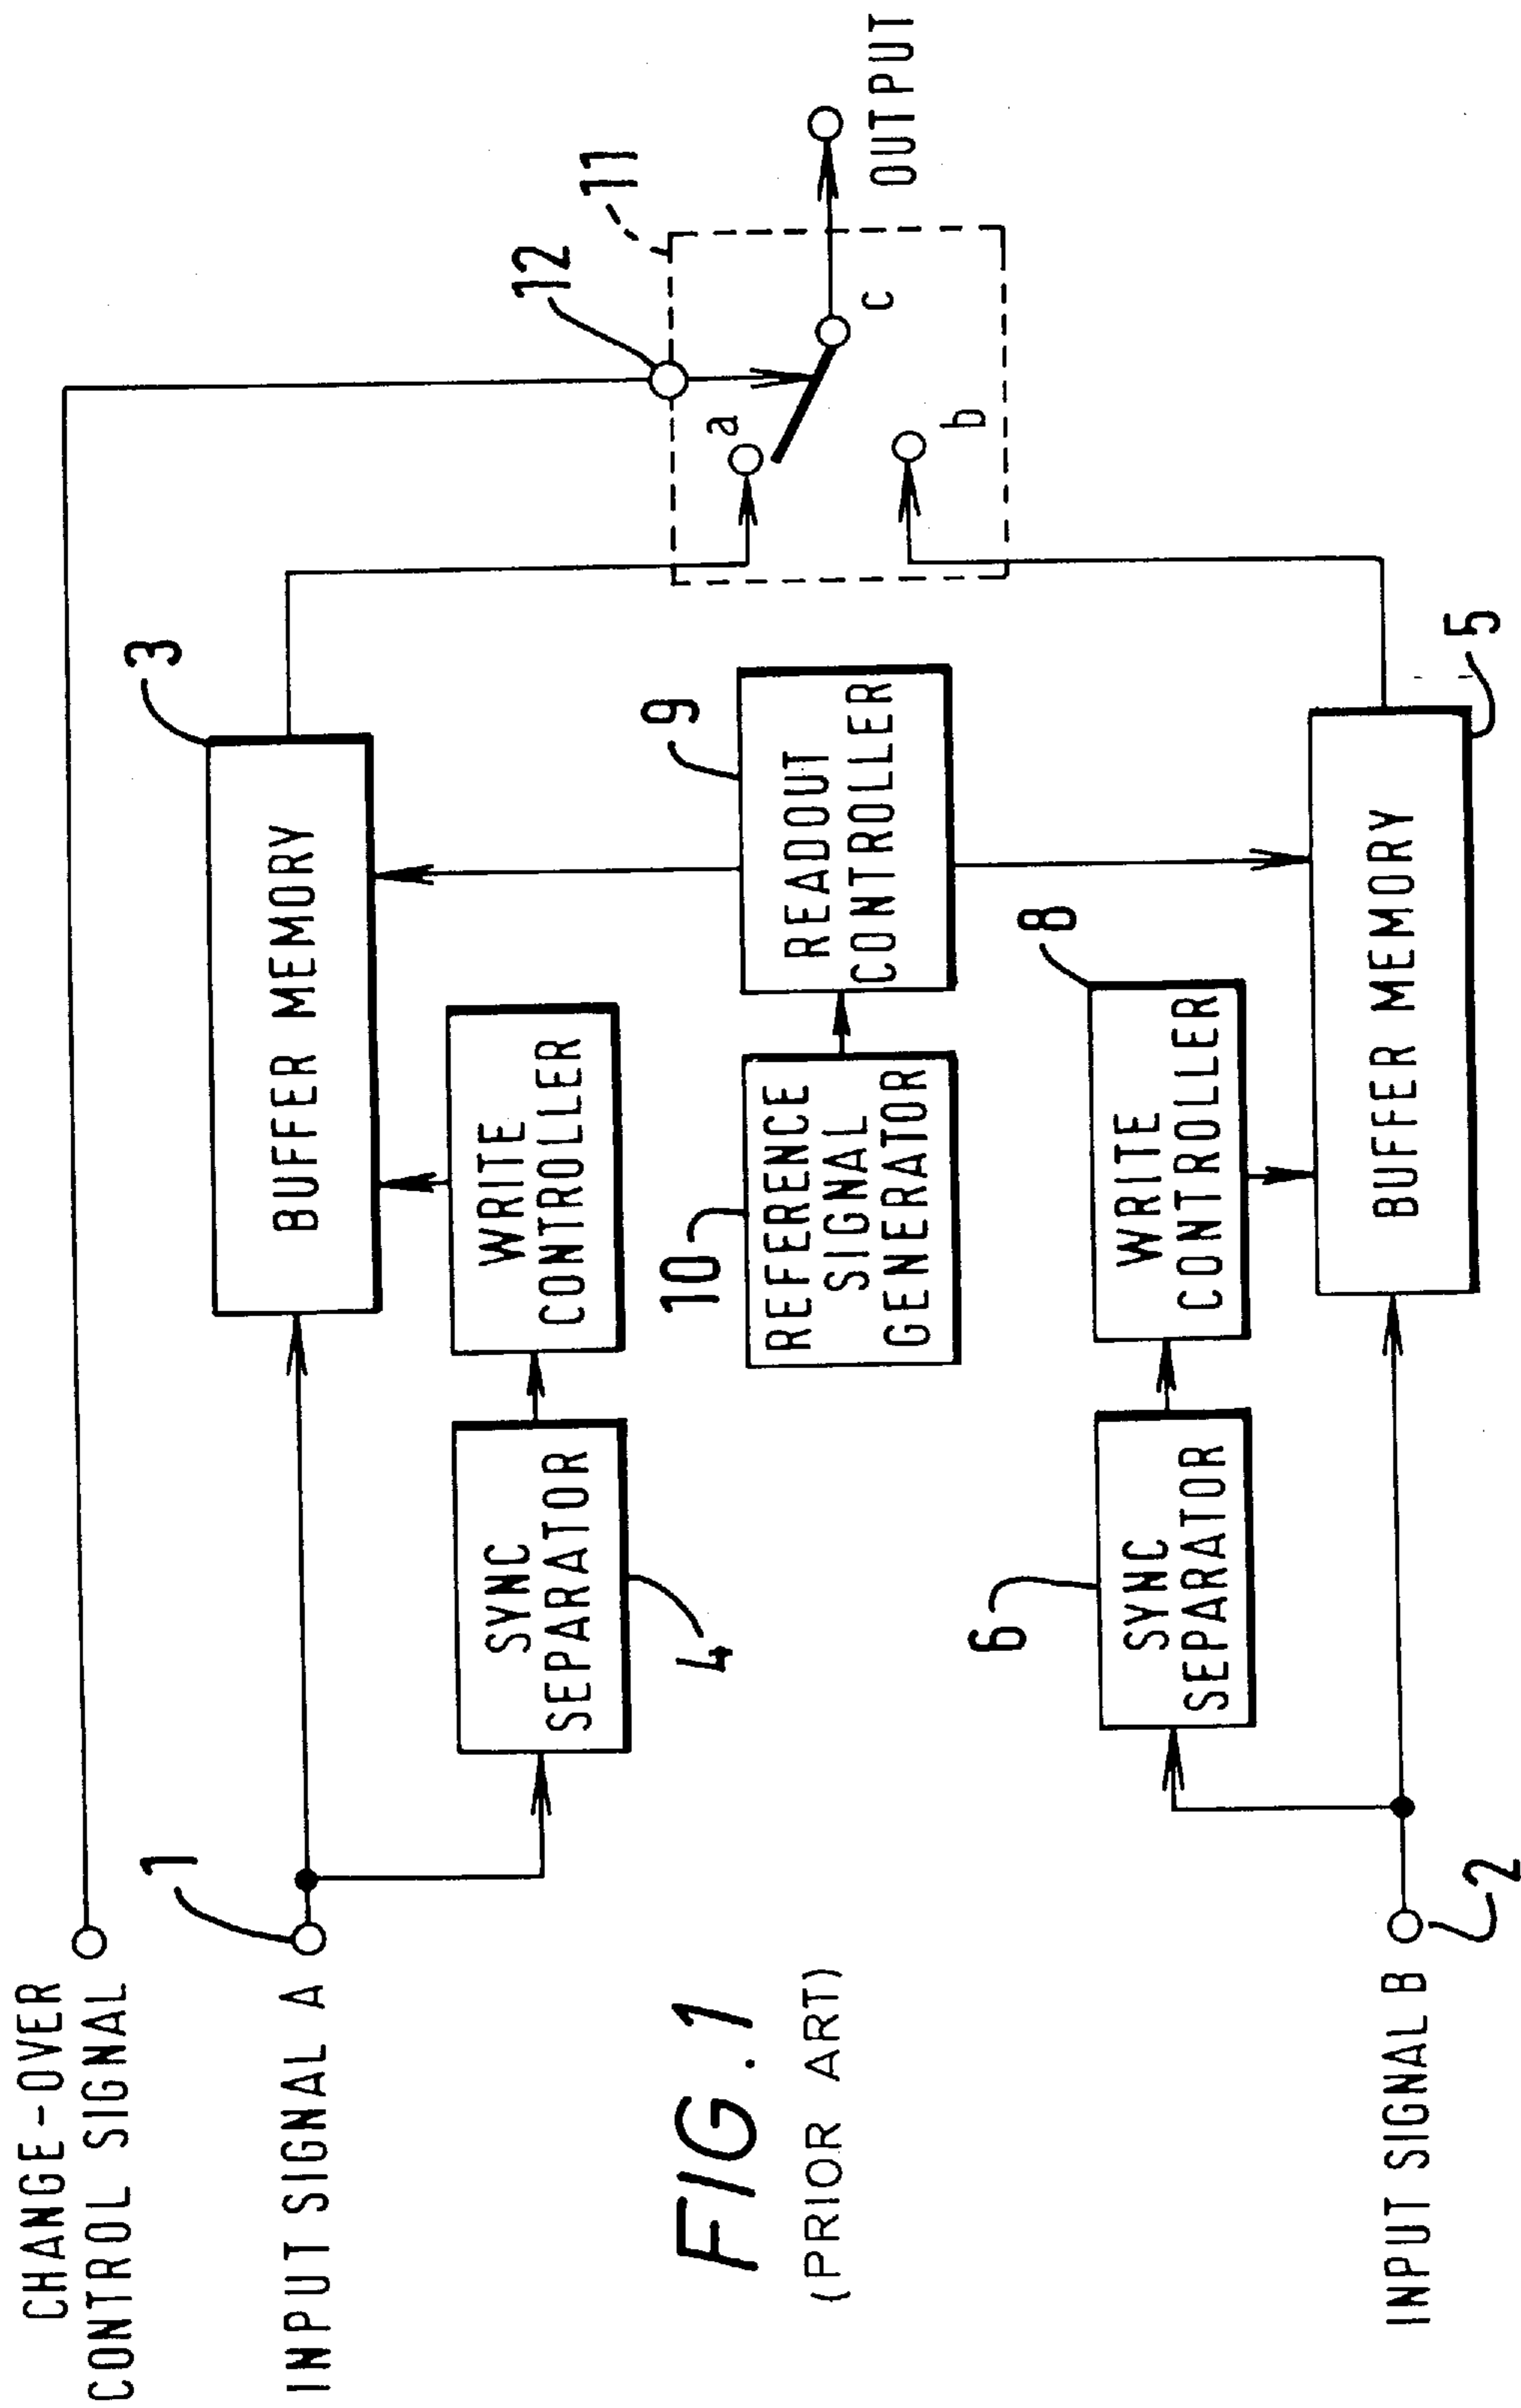 CHANGE-OVER
CONTROL SIGNAL
1
INPUT SIGNAL A
3
BUFFER MEMORY
WRITE
CONTROLLER
SYNC
SEPARATOR
4
12
11
a
c
b
OUTPUT
9
READOUT
CONTROLLER
10
REFERENCE
SIGNAL
GENERATOR
FIG.1
(PRIOR ART)
8
WRITE
CONTROLLER
6
SYNC
SEPARATOR
BUFFER MEMORY
5
INPUT SIGNAL B
2